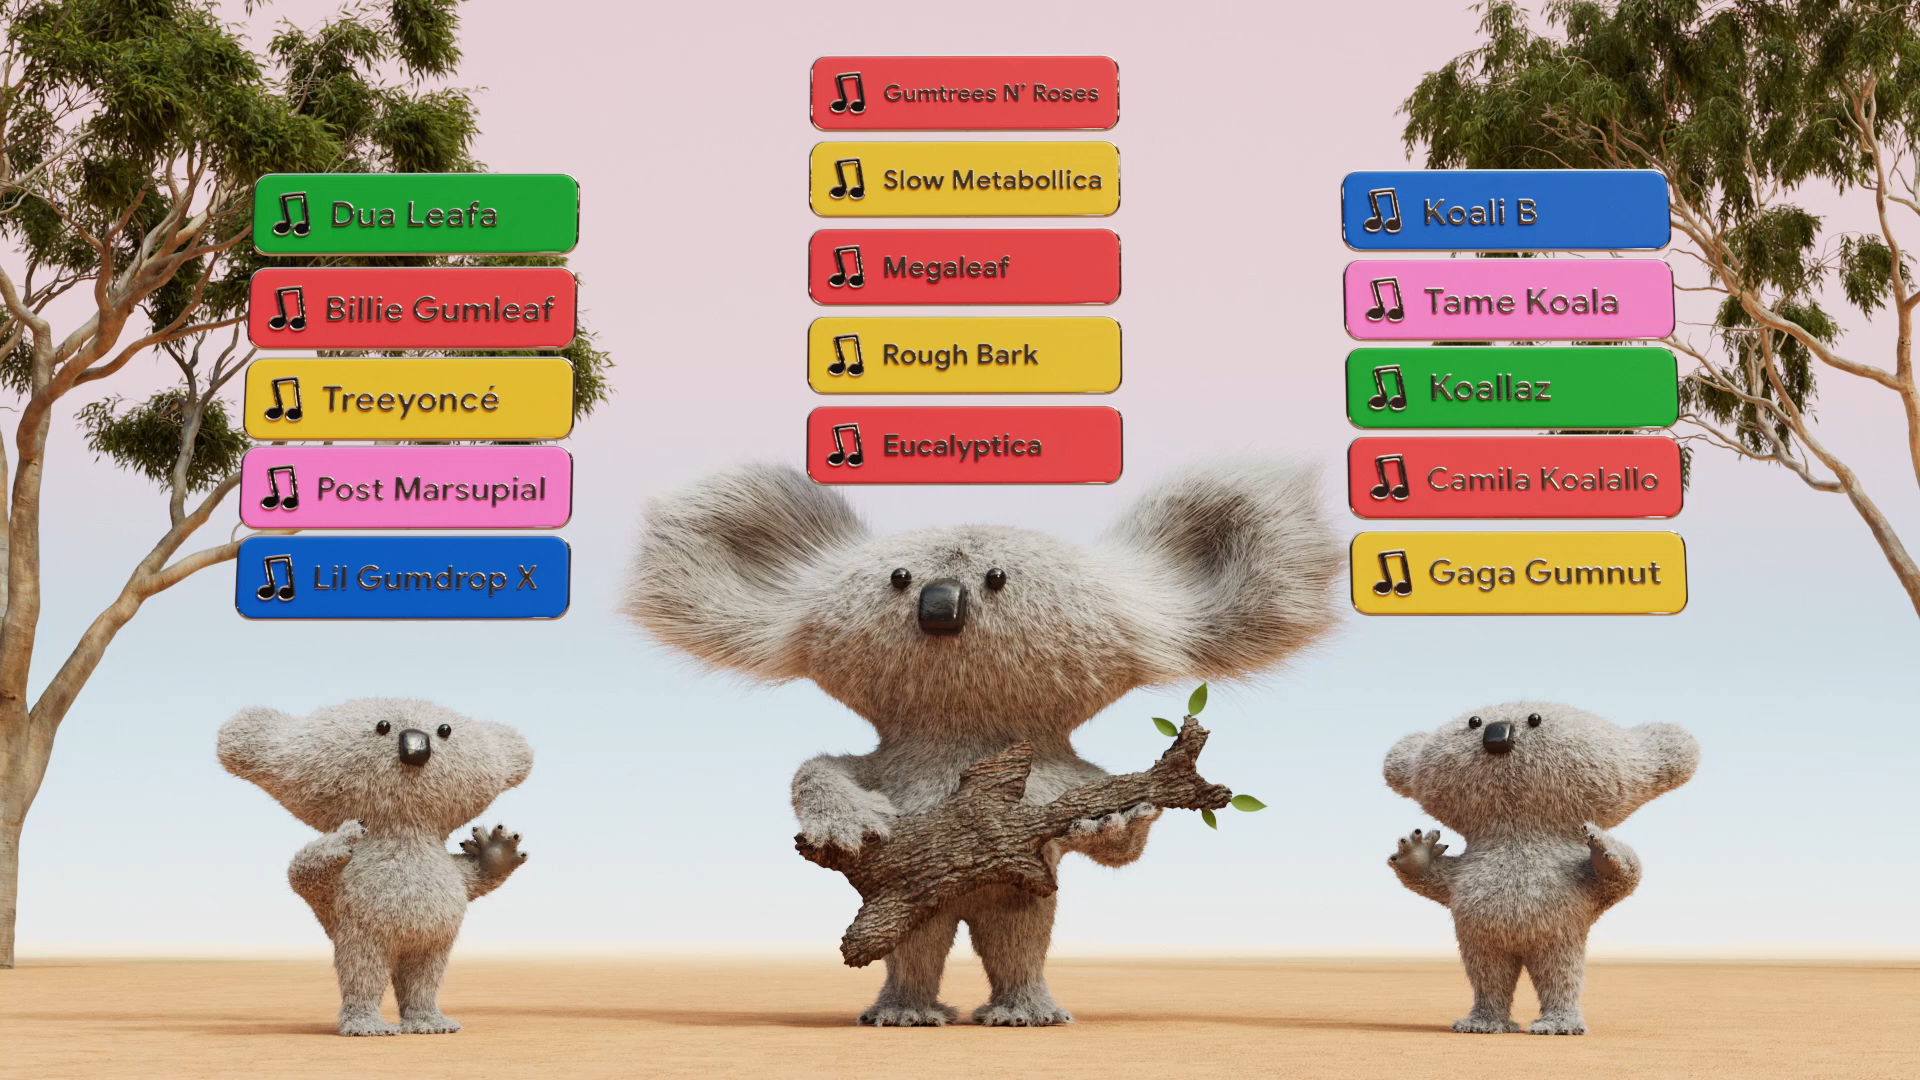 Dua Leafa
Billie Gumleaf
Treeyoncé
Post Marsupial
Lil Gumdrop X
Gumtrees N' Roses
Slow Metabollica
Megaleaf
Rough Bark
Eucalyptica
Koali B
Tame Koala
Koallaz
Camila Koalallo
Gaga Gumnut